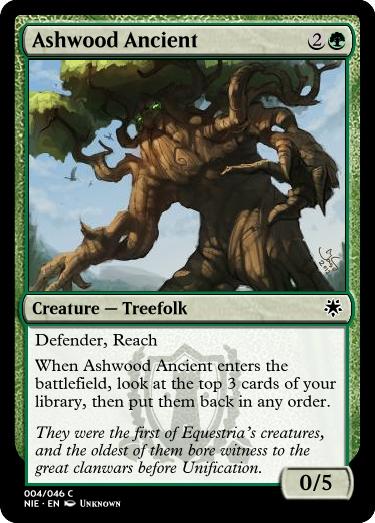 Ashwood Ancient 2
Creature — Treefolk
Defender, Reach
When Ashwood Ancient enters the
battlefield, look at the top 3 cards of your
library, then put them back in any order.
They were the first of Equestria's creatures,
and the oldest of them bore witness to the
great clanwars before Unification.
0/5
004/046 C
NIE • EN Unknown